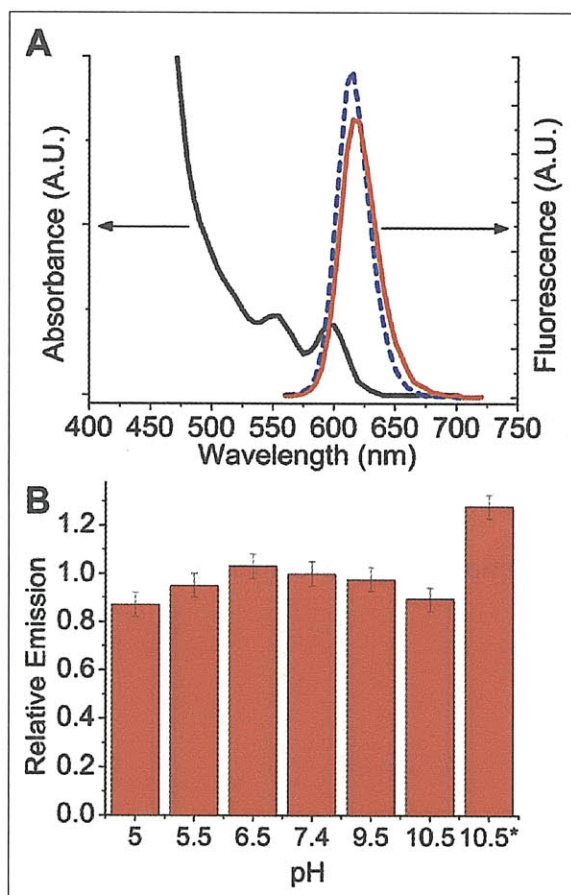 A
Absorbance (A.U.)
Fluorescence (A.U.)
400 450 500 550 600 650 700 750
Wavelength (nm)
B
Relative Emission
1.2
1.0
0.8
0.6
0.4
0.2
0.0
5 5.5 6.5 7.4 9.5 10.5 10.5*
pH